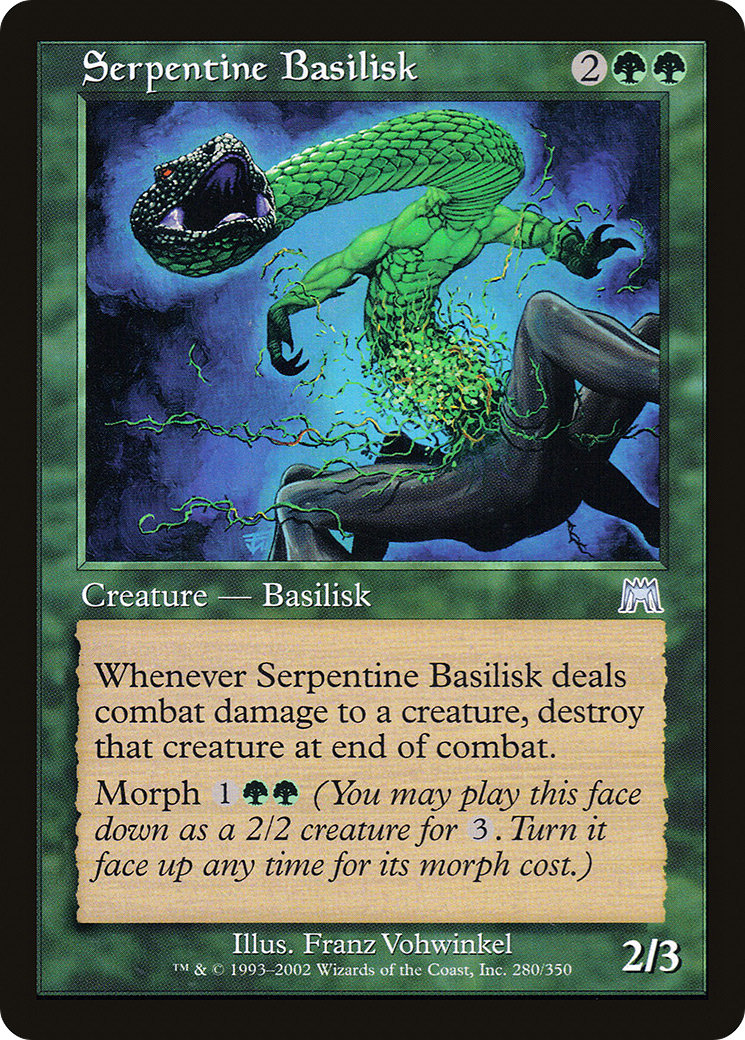 Serpentine Basilisk 2
Creature — Basilisk
Whenever Serpentine Basilisk deals
combat damage to a creature, destroy
that creature at end of combat.
Morph 1 (You may play this face
down as a 2/2 creature for 3. Turn it
face up any time for its morph cost.)
Illus. Franz Vohwinkel
™ & © 1993–2002 Wizards of the Coast, Inc. 280/350
2/3